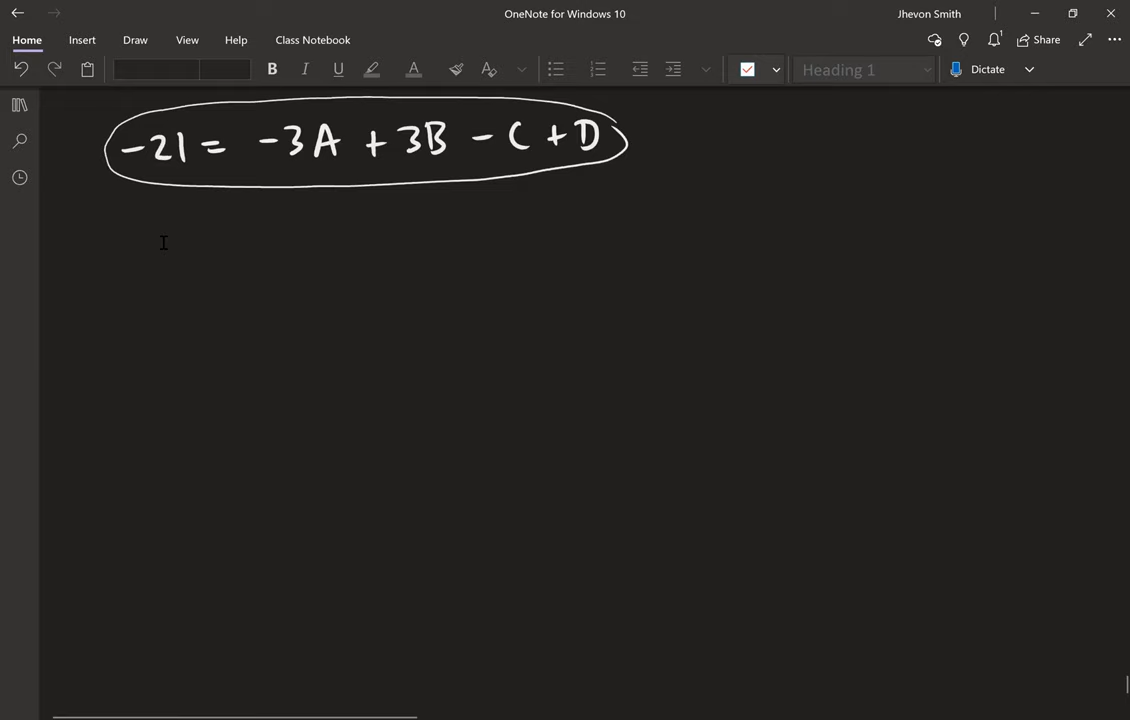 OneNote for Windows 10
Jhevon Smith
Home Insert Draw View Help Class Notebook
1 Share
B I U A A Heading 1 Dictate
-21 = -3A + 3B - C + D